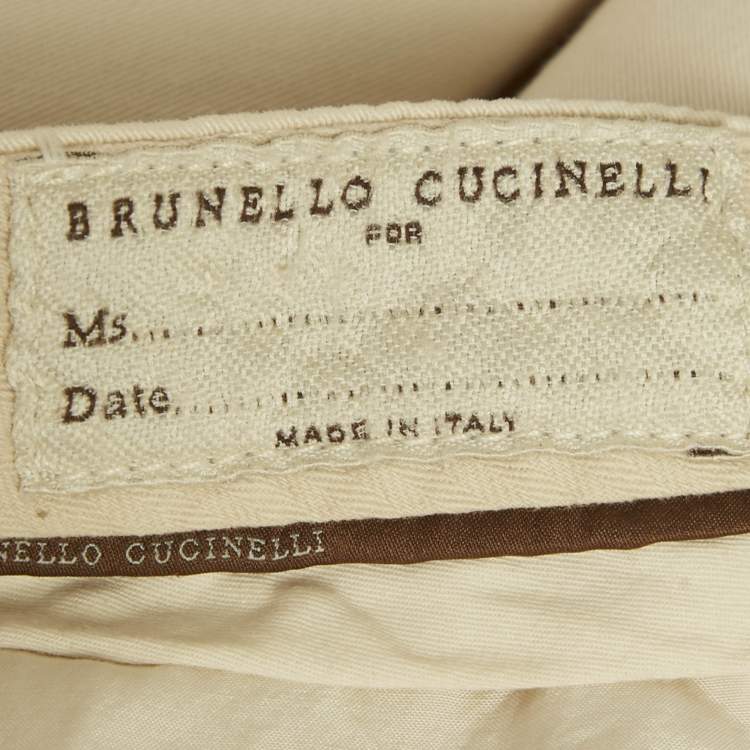 BRUNELLO CUCINELLI
FOR
Ms.
Date
MADE IN ITALY
NELLO CUCINELLI